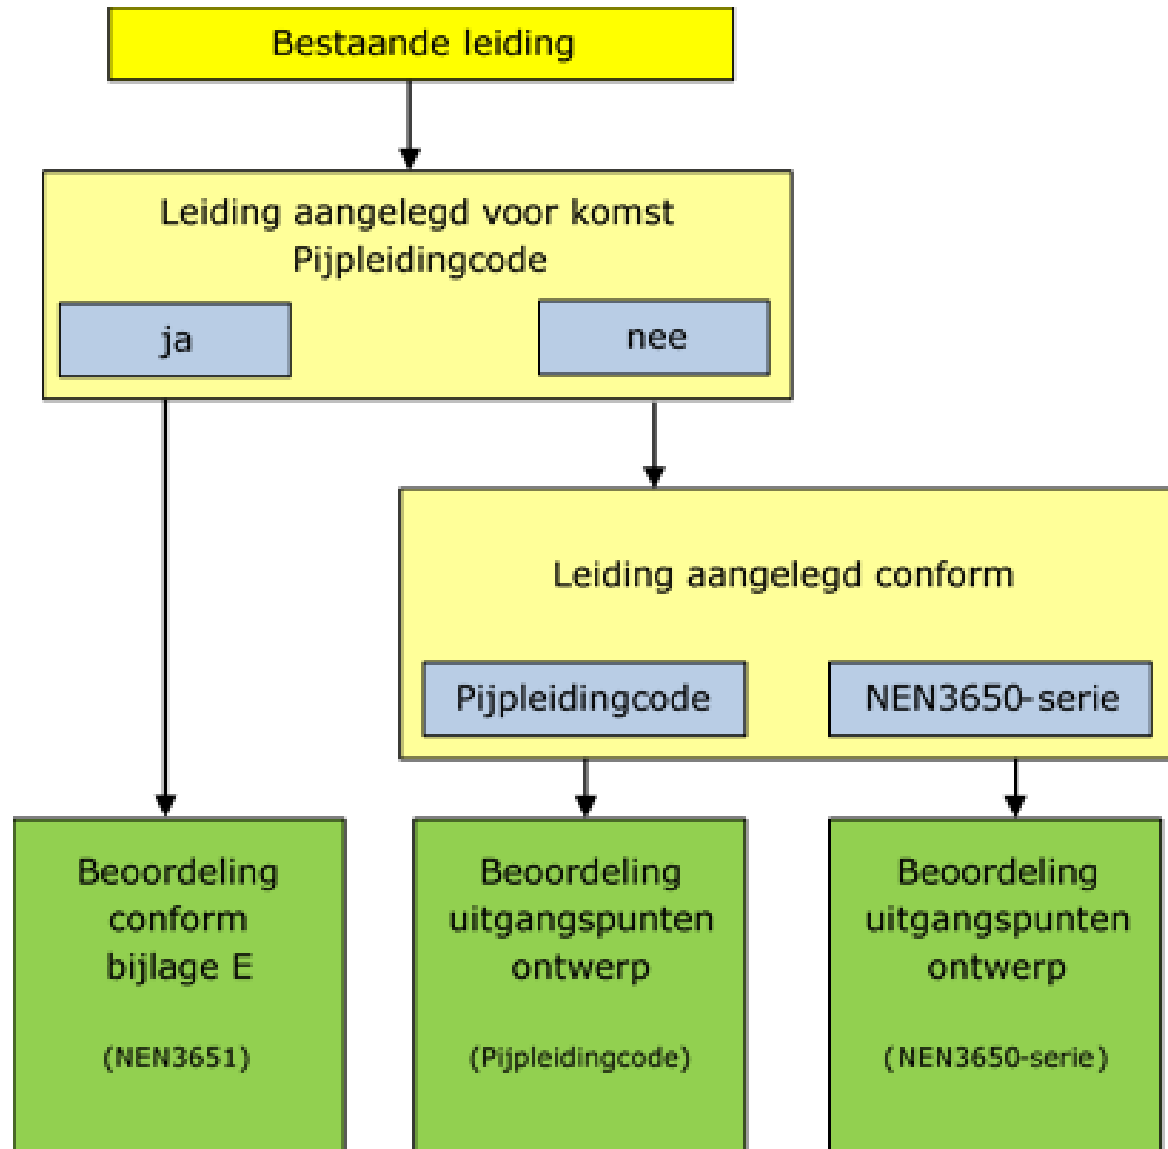 Bestaande leiding
Leiding aangelegd voor komst
Pijpleidingcode
ja
nee
Leiding aangelegd conform
Pijpleidingcode
NEN3650-serie
Beoordeling
conform
bijlage E
(NEN3651)
Beoordeling
uitgangspunten
ontwerp
(Pijpleidingcode)
Beoordeling
uitgangspunten
ontwerp
(NEN3650-serie)